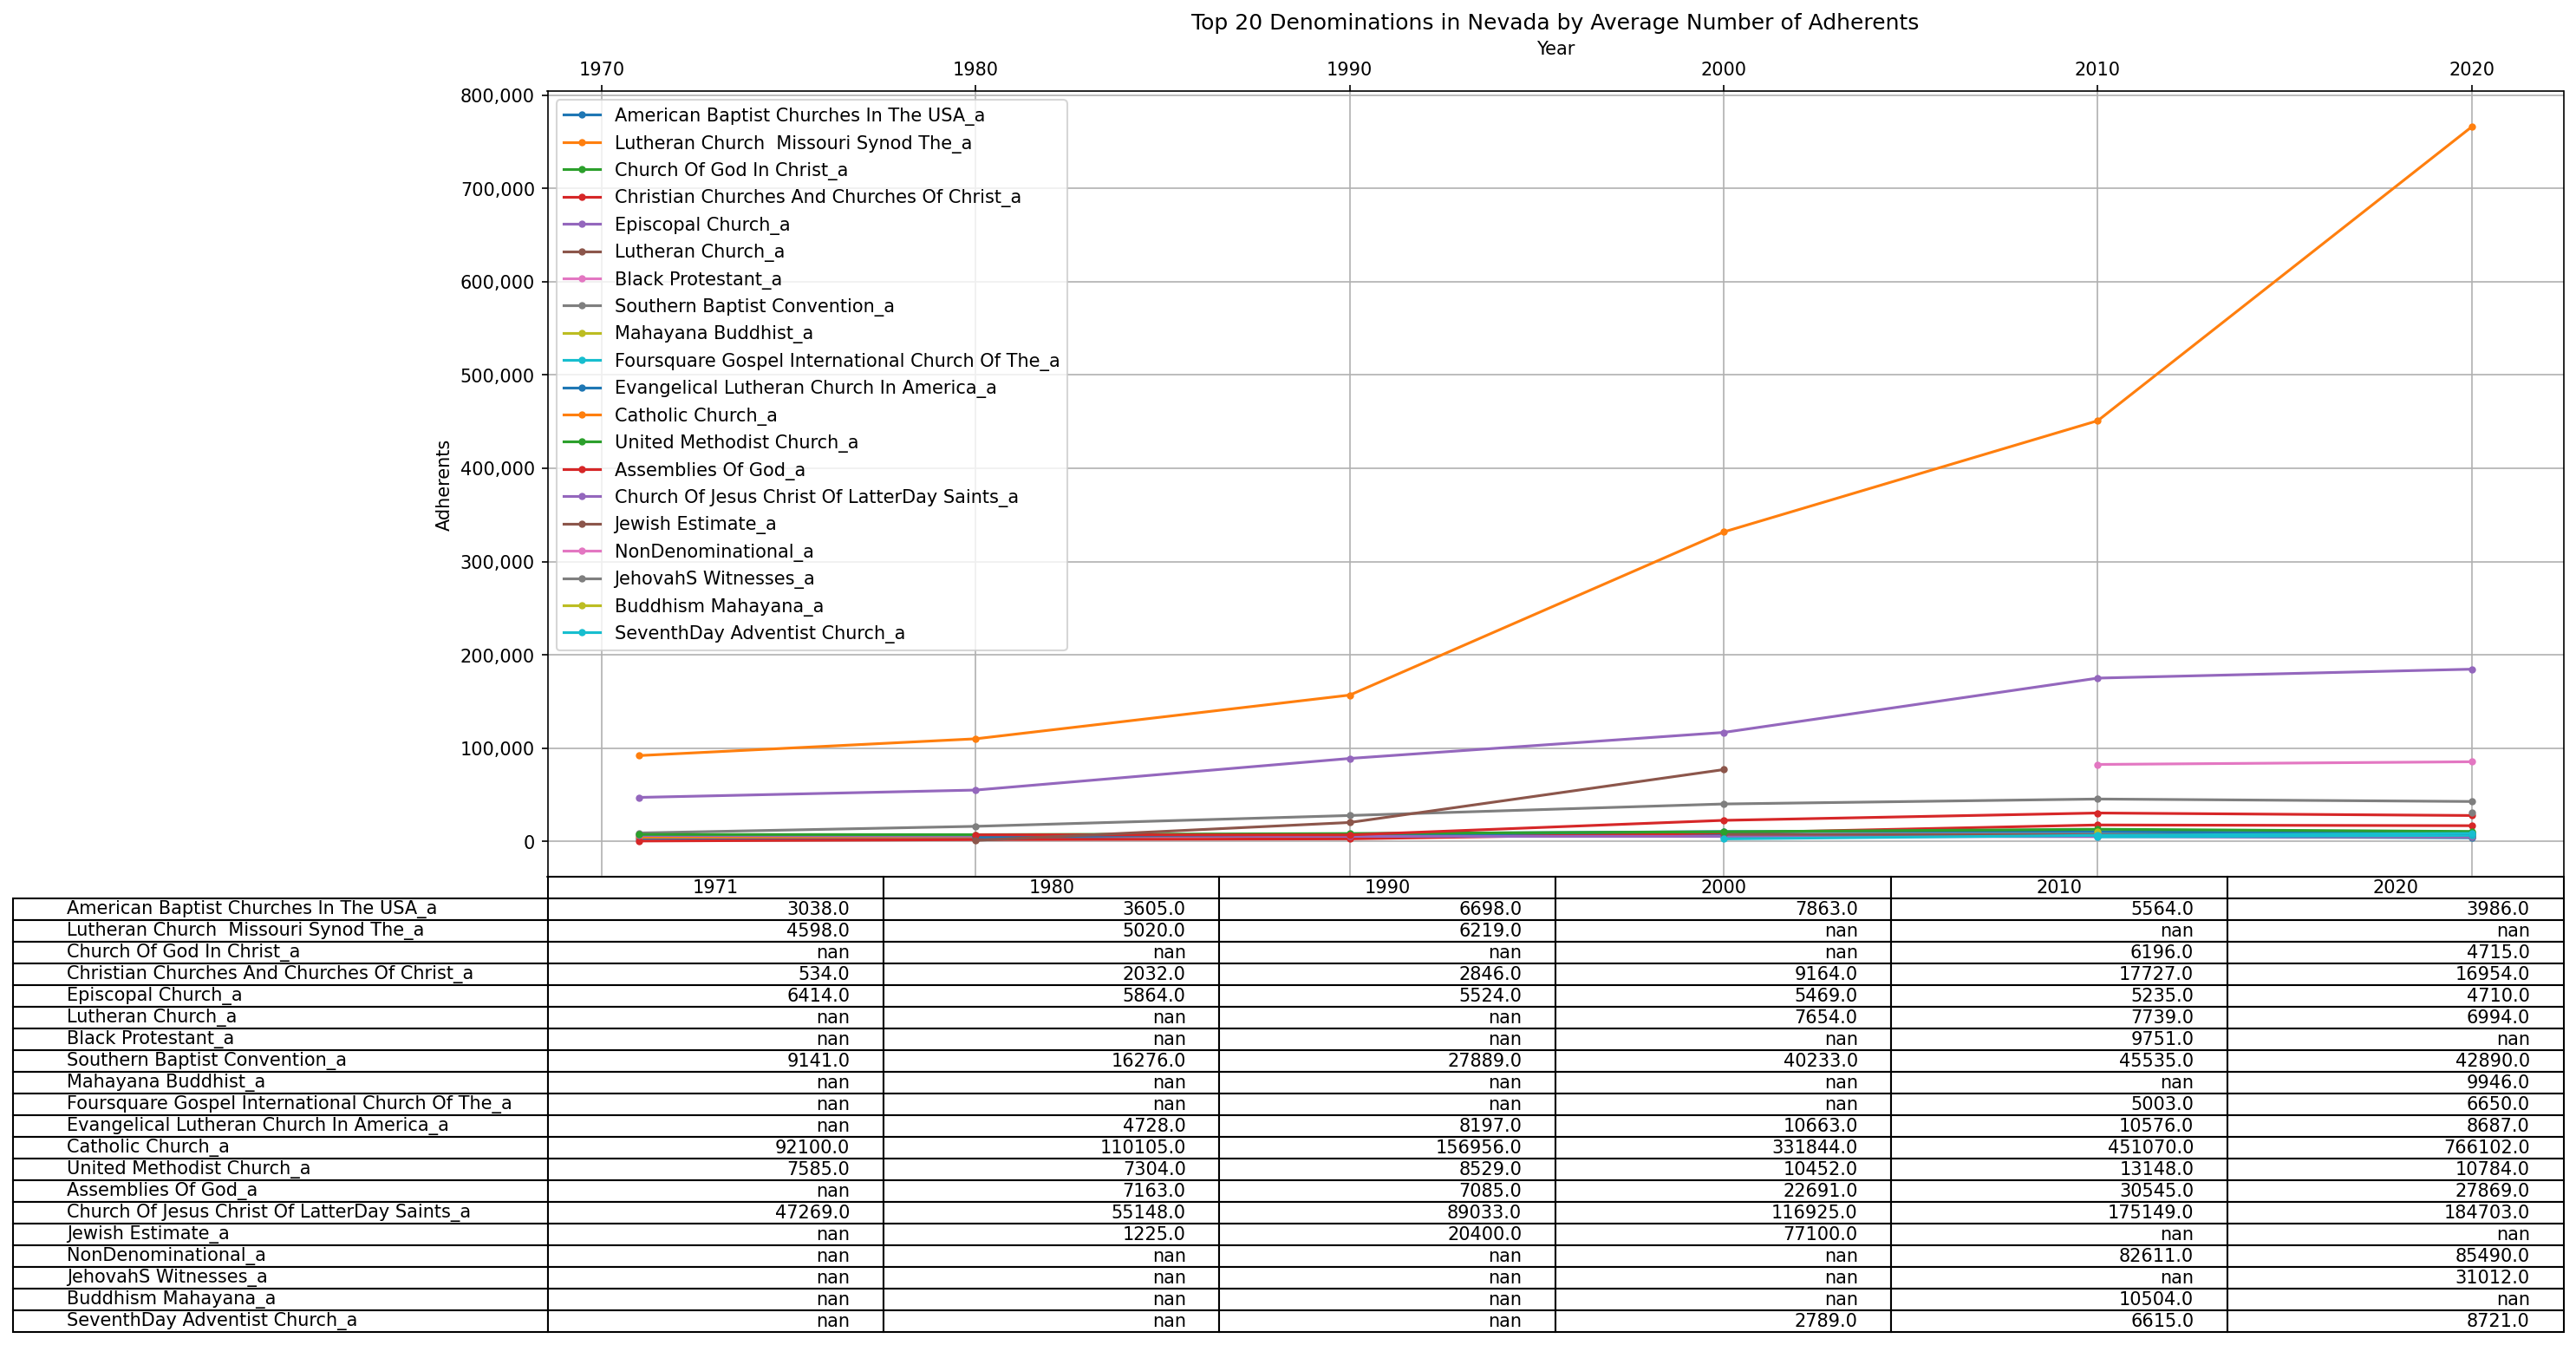 Top 20 Denominations in Nevada by Average Number of Adherents
Year
1970 1980 1990 2000 2010 2020
800,000
700,000
600,000
500,000
400,000
300,000
200,000
100,000
0
Adherents
American Baptist Churches In The USA_a
Lutheran Church  Missouri Synod The_a
Church Of God In Christ_a
Christian Churches And Churches Of Christ_a
Episcopal Church_a
Lutheran Church_a
Black Protestant_a
Southern Baptist Convention_a
Mahayana Buddhist_a
Foursquare Gospel International Church Of The_a
Evangelical Lutheran Church In America_a
Catholic Church_a
United Methodist Church_a
Assemblies Of God_a
Church Of Jesus Christ Of LatterDay Saints_a
Jewish Estimate_a
NonDenominational_a
JehovahS Witnesses_a
Buddhism Mahayana_a
SeventhDay Adventist Church_a
1971 1980 1990 2000 2010 2020
American Baptist Churches In The USA_a 3038.0 3605.0 6698.0 7863.0 5564.0 3986.0
Lutheran Church  Missouri Synod The_a 4598.0 5020.0 6219.0 nan nan nan
Church Of God In Christ_a nan nan nan nan 6196.0 4715.0
Christian Churches And Churches Of Christ_a 534.0 2032.0 2846.0 9164.0 17727.0 16954.0
Episcopal Church_a 6414.0 5864.0 5524.0 5469.0 5235.0 4710.0
Lutheran Church_a nan nan nan 7654.0 7739.0 6994.0
Black Protestant_a nan nan nan nan 9751.0 nan
Southern Baptist Convention_a 9141.0 16276.0 27889.0 40233.0 45535.0 42890.0
Mahayana Buddhist_a nan nan nan nan nan 9946.0
Foursquare Gospel International Church Of The_a nan nan nan nan 5003.0 6650.0
Evangelical Lutheran Church In America_a nan 4728.0 8197.0 10663.0 10576.0 8687.0
Catholic Church_a 92100.0 110105.0 156956.0 331844.0 451070.0 766102.0
United Methodist Church_a 7585.0 7304.0 8529.0 10452.0 13148.0 10784.0
Assemblies Of God_a nan 7163.0 7085.0 22691.0 30545.0 27869.0
Church Of Jesus Christ Of LatterDay Saints_a 47269.0 55148.0 89033.0 116925.0 175149.0 184703.0
Jewish Estimate_a nan 1225.0 20400.0 77100.0 nan nan
NonDenominational_a nan nan nan nan 82611.0 85490.0
JehovahS Witnesses_a nan nan nan nan nan 31012.0
Buddhism Mahayana_a nan nan nan nan 10504.0 nan
SeventhDay Adventist Church_a nan nan nan 2789.0 6615.0 8721.0